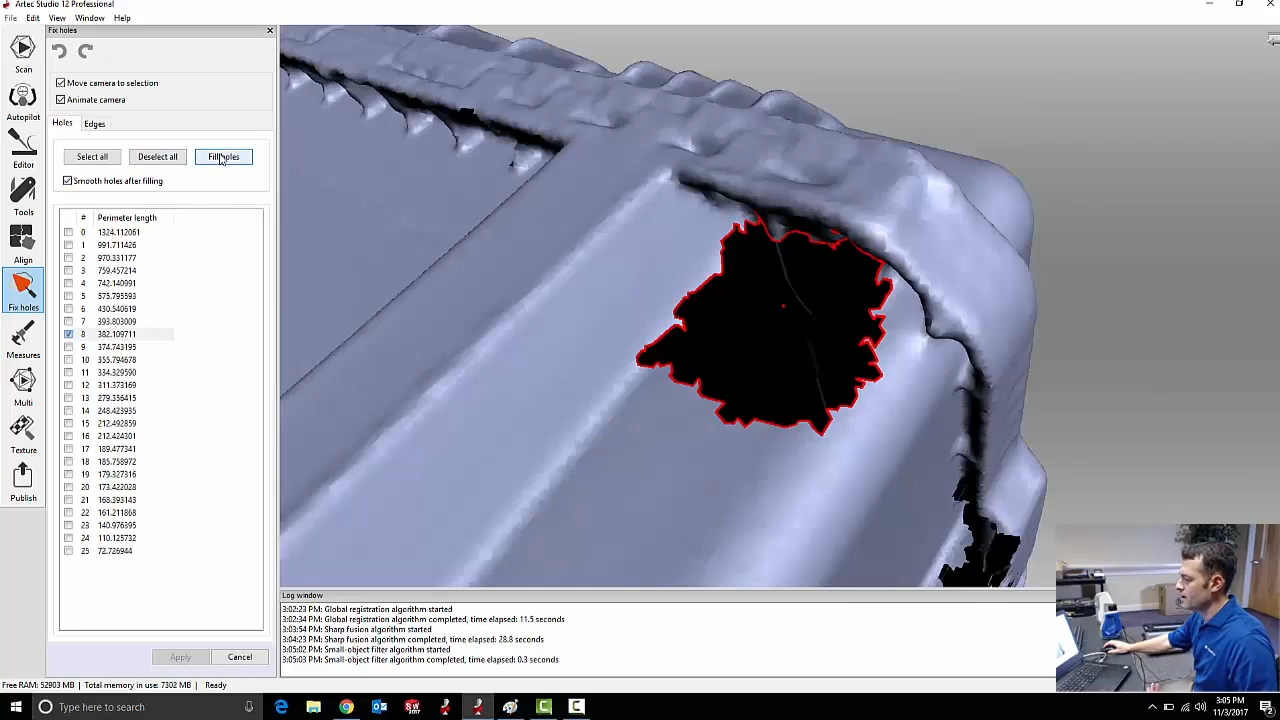 Artec Studio 12 Professional
File Edit View Window Help
Fix holes
Scan
Autopilot
Editor
Tools
Align
Fix holes
Measures
Multi
Texture
Publish
Move camera to selection
Animate camera
Holes Edges
Select all Deselect all Fill holes
Smooth holes after filling
# Perimeter length
0 1324.112061
1 991.711426
2 970.331177
3 759.457214
4 742.140991
5 575.795593
6 430.540619
7 393.803009
8 382.109711
9 374.743195
10 355.794678
11 334.329590
12 311.373169
13 279.356415
14 248.423935
15 212.492859
16 212.424301
17 189.477341
18 185.758972
19 179.327316
20 173.422028
21 168.393143
22 161.211868
23 140.976395
24 110.125732
25 72.726944
Apply Cancel
Log window
3:02:23 PM: Global registration algorithm started
3:02:34 PM: Global registration algorithm completed, time elapsed: 11.5 seconds
3:03:54 PM: Sharp fusion algorithm started
3:04:23 PM: Sharp fusion algorithm completed, time elapsed: 28.8 seconds
3:05:02 PM: Small-object filter algorithm started
3:05:03 PM: Small-object filter algorithm completed, time elapsed: 0.3 seconds
Free RAM: 52903 MB | Total memory in use: 7302 MB | Ready
Type here to search
3:05 PM
11/3/2017